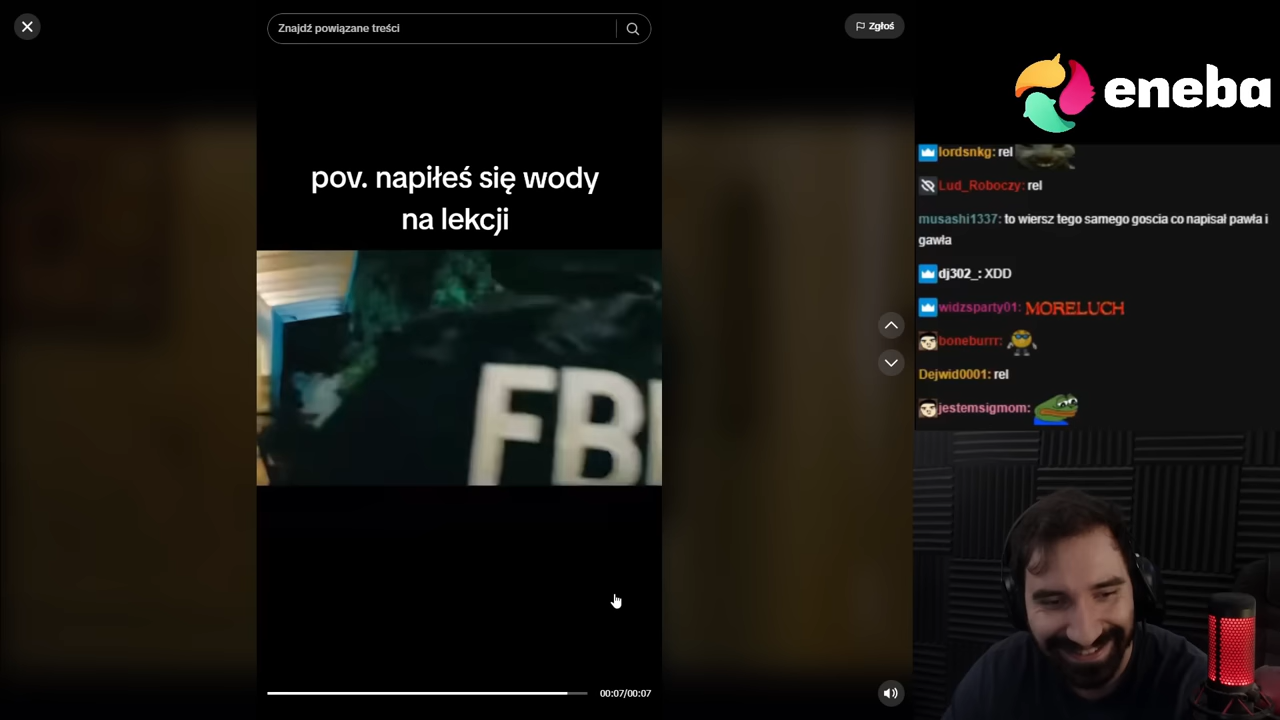 Znajdź powiązane treści
Zgłoś
pov. napiłeś się wody
na lekcji
FBI
00:07/00:07
eneba
lordsnkg: rel
Lud_Roboczy: rel
musashi1337: to wiersz tego samego goscia co napisał pawła i
gawła
dj302_: XDD
widzsparty01: MORELUCH
boneburrr:
Dejwid0001: rel
jestemsigmom: